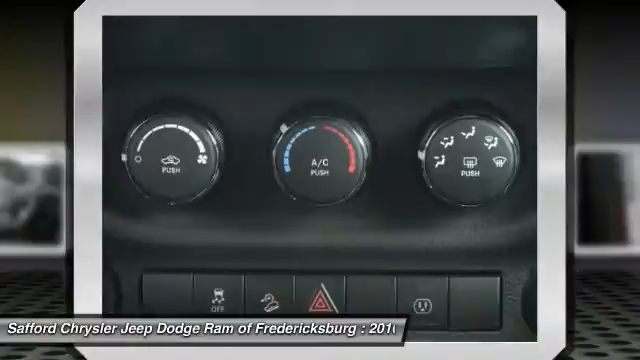 PUSH
A/C
PUSH
PUSH
OFF
Safford Chrysler Jeep Dodge Ram of Fredericksburg : 201